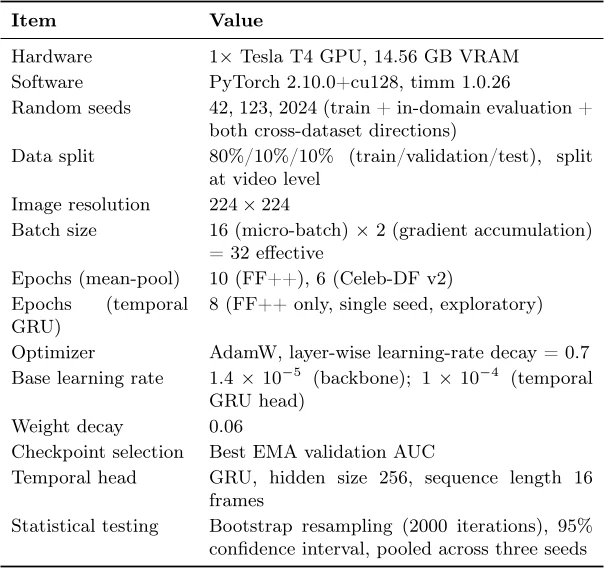 Item Value
Hardware 1× Tesla T4 GPU, 14.56 GB VRAM
Software PyTorch 2.10.0+cu128, timm 1.0.26
Random seeds 42, 123, 2024 (train + in-domain evaluation +
both cross-dataset directions)
Data split 80%/10%/10% (train/validation/test), split
at video level
Image resolution 224 × 224
Batch size 16 (micro-batch) × 2 (gradient accumulation)
= 32 effective
Epochs (mean-pool) 10 (FF++), 6 (Celeb-DF v2)
Epochs (temporal 8 (FF++ only, single seed, exploratory)
GRU)
Optimizer AdamW, layer-wise learning-rate decay = 0.7
Base learning rate 1.4 × 10⁻⁵ (backbone); 1 × 10⁻⁴ (temporal
GRU head)
Weight decay 0.06
Checkpoint selection Best EMA validation AUC
Temporal head GRU, hidden size 256, sequence length 16
frames
Statistical testing Bootstrap resampling (2000 iterations), 95%
confidence interval, pooled across three seeds